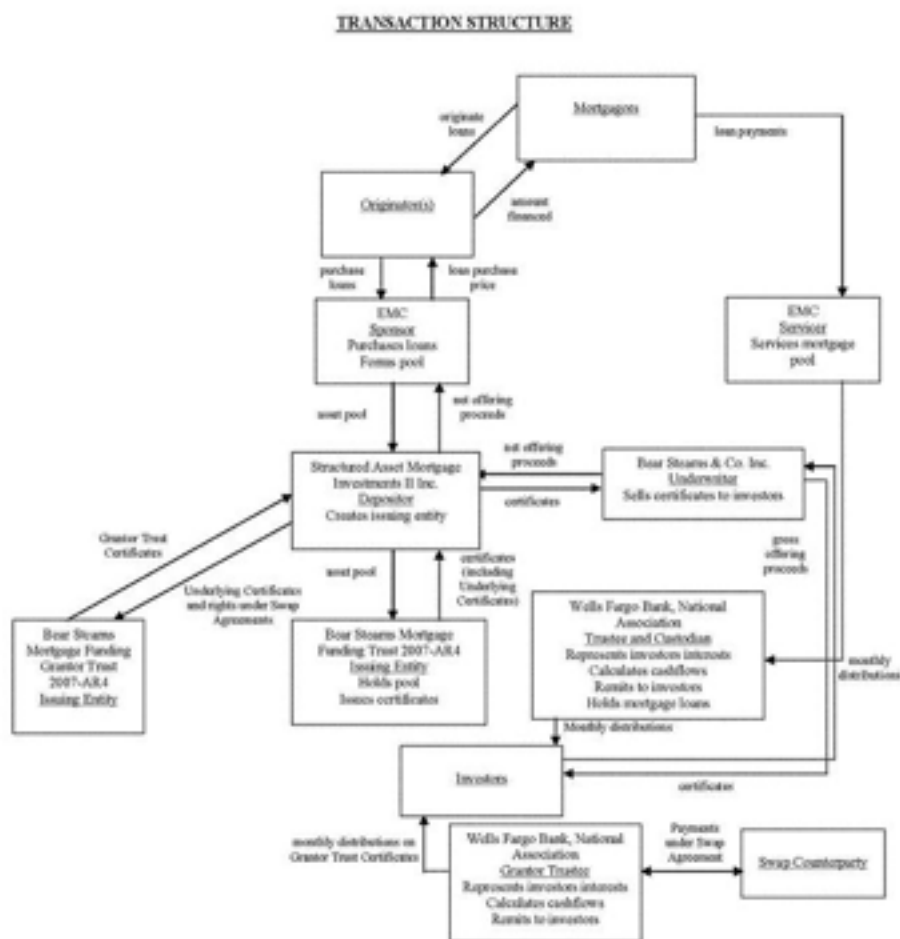 TRANSACTION STRUCTURE
Mortgagors
originate
loans
loan payments
Originator(s)
amount
financed
purchase
loans
loan purchase
price
EMC
Sponsor
Purchases loans
Forms pool
EMC
Servicer
Services mortgage
pool
asset pool
net offering
proceeds
net offering
proceeds
Structured Asset Mortgage
Investments II Inc.
Depositor
Creates issuing entity
Bear Stearns & Co. Inc.
Underwriter
Sells certificates to investors
certificates
Grantor Trust
Certificates
gross
offering
proceeds
asset pool
certificates
(including
Underlying
Certificates)
Underlying Certificates
and rights under Swap
Agreements
Bear Stearns
Mortgage Funding
Grantor Trust
2007-AR4
Issuing Entity
Bear Stearns Mortgage
Funding Trust 2007-AR4
Issuing Entity
Holds pool
Issues certificates
Wells Fargo Bank, National
Association
Trustee and Custodian
Represents investors interests
Calculates cashflows
Remits to investors
Holds mortgage loans
monthly
distributions
Monthly distributions
Investors
certificates
monthly distributions on
Grantor Trust Certificates
Wells Fargo Bank, National
Association
Grantor Trustee
Represents investors interests
Calculates cashflows
Remits to investors
Payments
under Swap
Agreement
Swap Counterparty